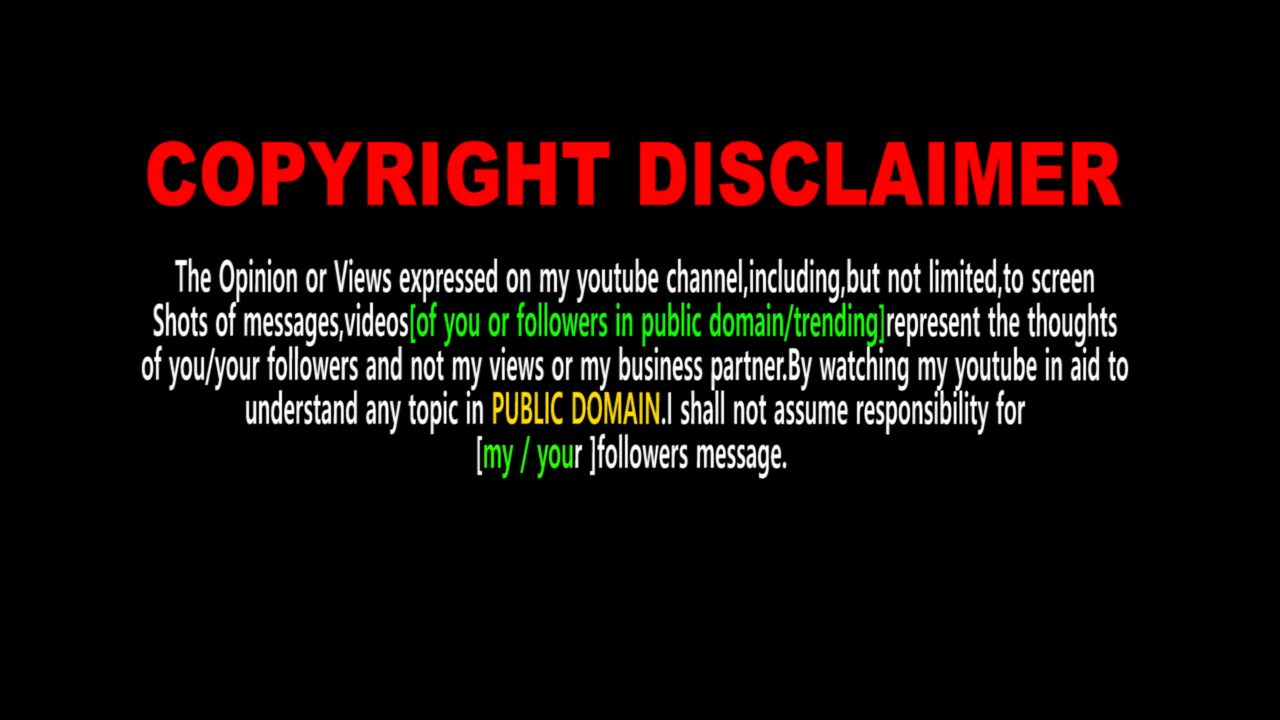 COPYRIGHT DISCLAIMER
The Opinion or Views expressed on my youtube channel,including,but not limited,to screen
Shots of messages,videos[of you or followers in public domain/trending]represent the thoughts
of you/your followers and not my views or my business partner.By watching my youtube in aid to
understand any topic in PUBLIC DOMAIN.I shall not assume responsibility for
[my / your ]followers message.